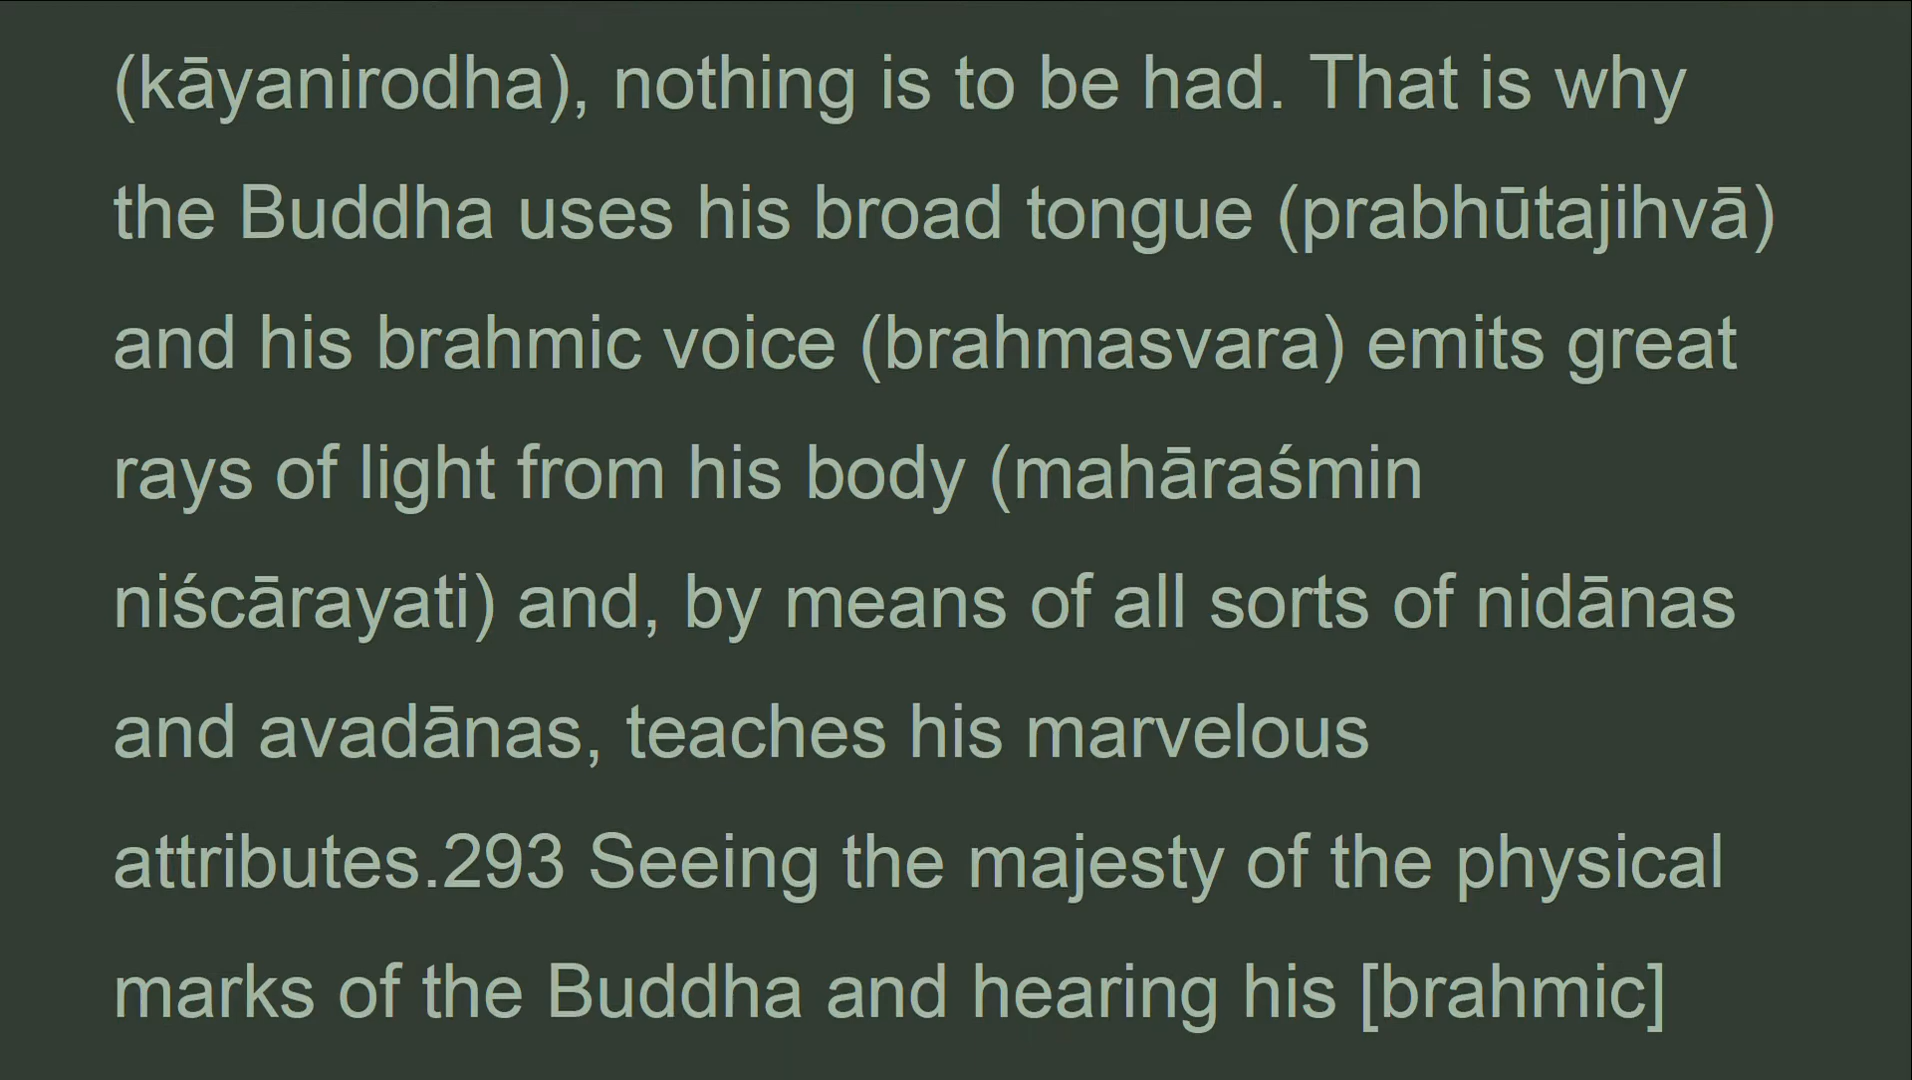 (kāyanirodha), nothing is to be had. That is why
the Buddha uses his broad tongue (prabhūtajihvā)
and his brahmic voice (brahmasvara) emits great
rays of light from his body (mahāraśmin
niścārayati) and, by means of all sorts of nidānas
and avadānas, teaches his marvelous
attributes.293 Seeing the majesty of the physical
marks of the Buddha and hearing his [brahmic]